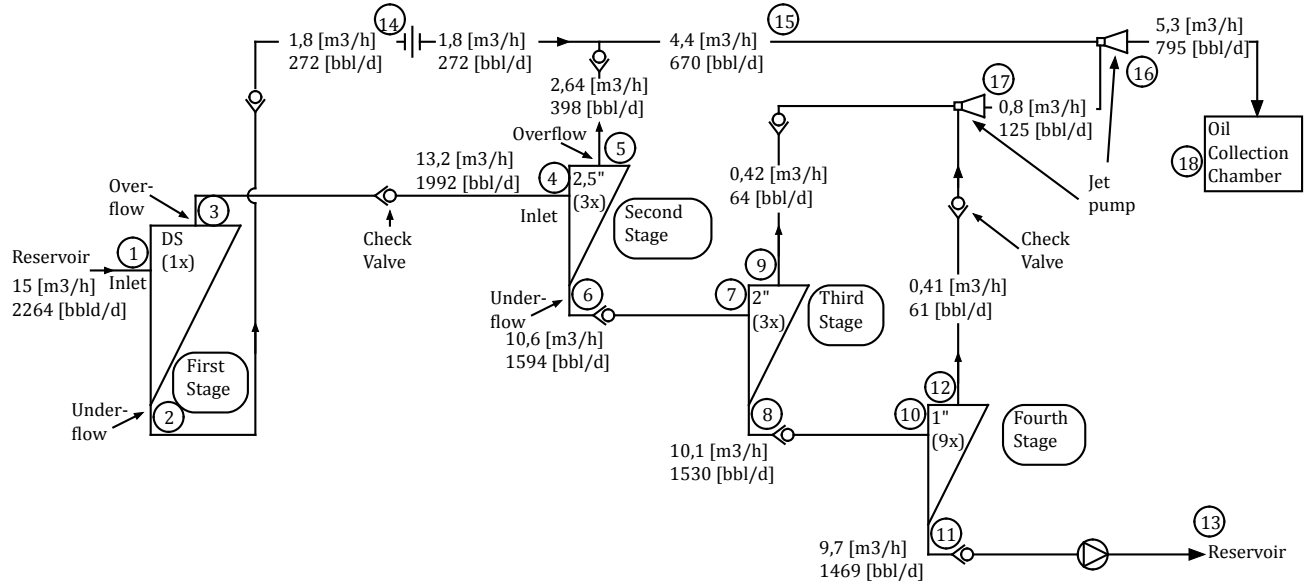 14
15
1,8 [m3/h]
272 [bbl/d]
1,8 [m3/h]
272 [bbl/d]
4,4 [m3/h]
670 [bbl/d]
5,3 [m3/h]
795 [bbl/d]
16
17
2,64 [m3/h]
398 [bbl/d]
0,8 [m3/h]
125 [bbl/d]
Overflow
5
18
Oil
Collection
Chamber
13,2 [m3/h]
1992 [bbl/d]
4
2,5"
(3x)
Inlet
Second
Stage
0,42 [m3/h]
64 [bbl/d]
Jet
pump
Over-
flow
3
Check
Valve
Check
Valve
Reservoir
15 [m3/h]
2264 [bbld/d]
1
Inlet
DS
(1x)
9
0,41 [m3/h]
61 [bbl/d]
Under-
flow
6
10,6 [m3/h]
1594 [bbl/d]
7
2"
(3x)
Third
Stage
First
Stage
Under-
flow
2
8
10,1 [m3/h]
1530 [bbl/d]
12
10
1"
(9x)
Fourth
Stage
11
9,7 [m3/h]
1469 [bbl/d]
13
Reservoir